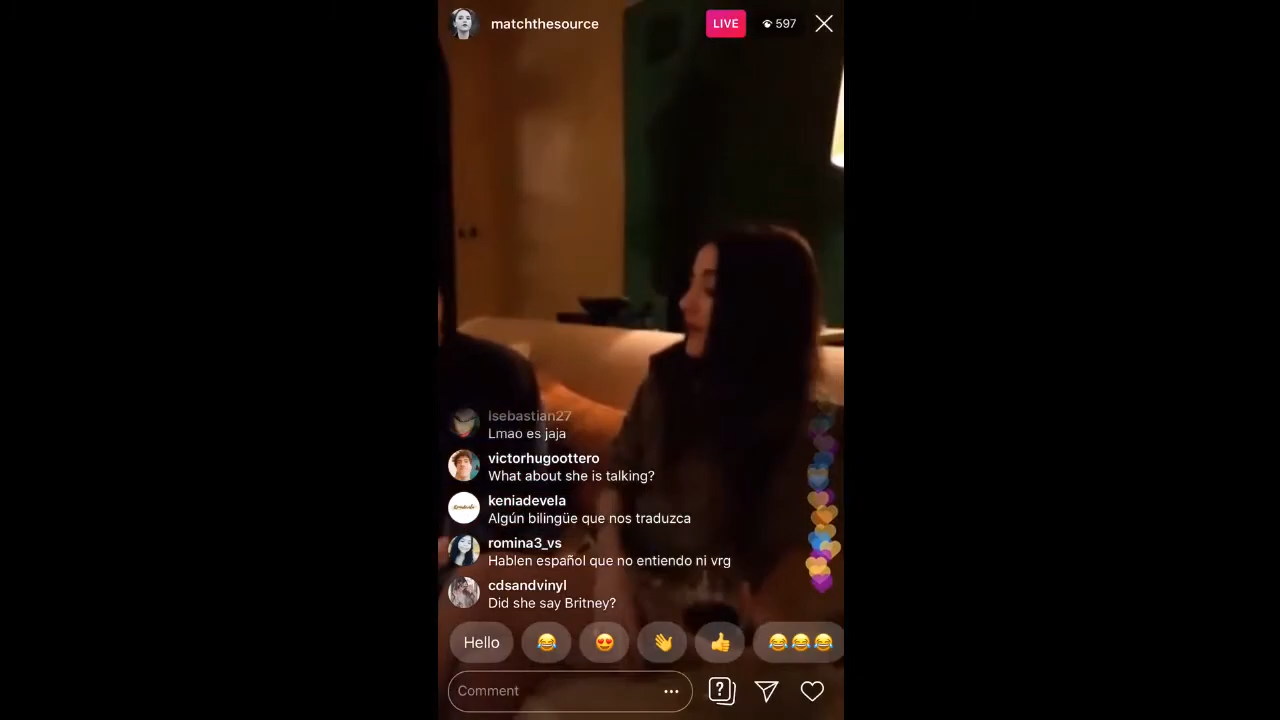 matchthesource
LIVE
597
lsebastian27
Lmao es jaja
victorhugoottero
What about she is talking?
keniadevela
Algún bilingüe que nos traduzca
romina3_vs
Hablen español que no entiendo ni vrg
cdsandvinyl
Did she say Britney?
Hello
Comment